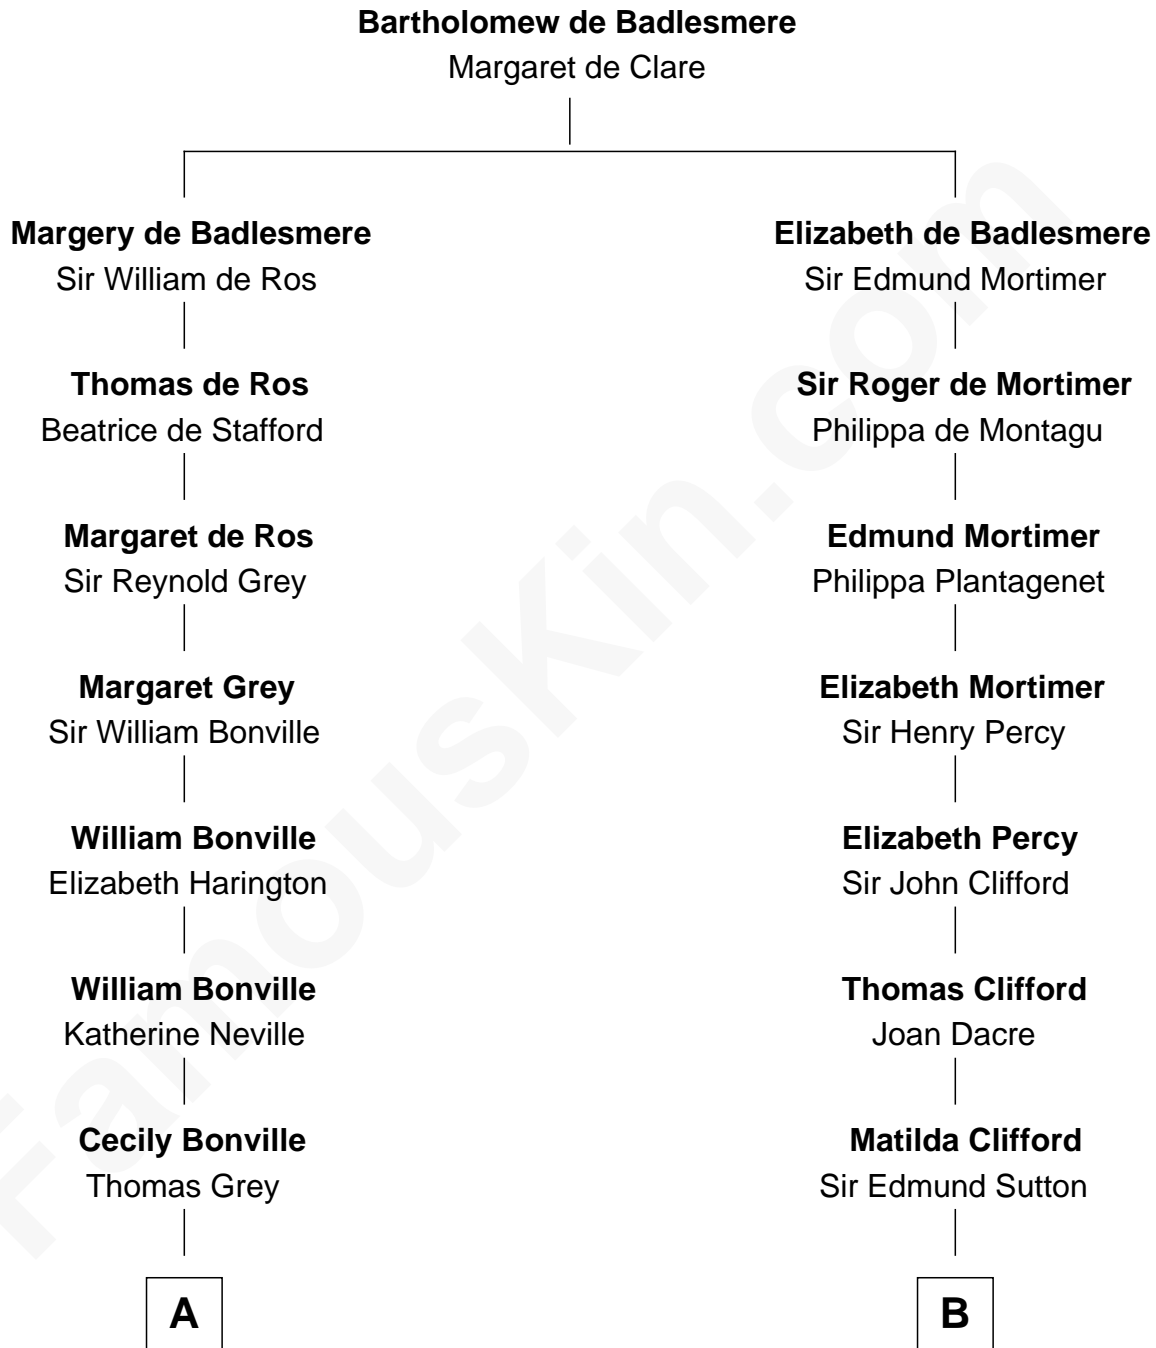 Bartholomew de Badlesmere
Margaret de Clare
Margery de Badlesmere
Sir William de Ros
Elizabeth de Badlesmere
Sir Edmund Mortimer
Thomas de Ros
Beatrice de Stafford
Sir Roger de Mortimer
Philippa de Montagu
Margaret de Ros
Sir Reynold Grey
Edmund Mortimer
Philippa Plantagenet
Margaret Grey
Sir William Bonville
Elizabeth Mortimer
Sir Henry Percy
William Bonville
Elizabeth Harington
Elizabeth Percy
Sir John Clifford
William Bonville
Katherine Neville
Thomas Clifford
Joan Dacre
Cecily Bonville
Thomas Grey
Matilda Clifford
Sir Edmund Sutton
A
B
FamousKin.com